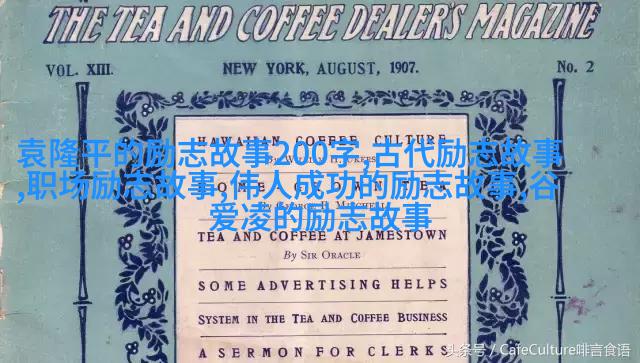 THE TEA AND COFFEE DEALER'S MAGAZINE
VOL. XIII. NEW YORK, AUGUST, 1907. No. 2
HAWAIIAN COFFEE CULTURE
袁隆平的励志故事200字,古代励志故事
,职场励志故事,伟人成功的励志故事,谷
爱凌的励志故事
TEA AND COFFEE AT JAMESTOWN
By SIR ORACLE
SOME ADVERTISING HELPS
SYSTEM IN THE TEA AND COFFEE BUSINESS
A SERMON FOR CLERKS
头条号 / CafeCulture啡言食语